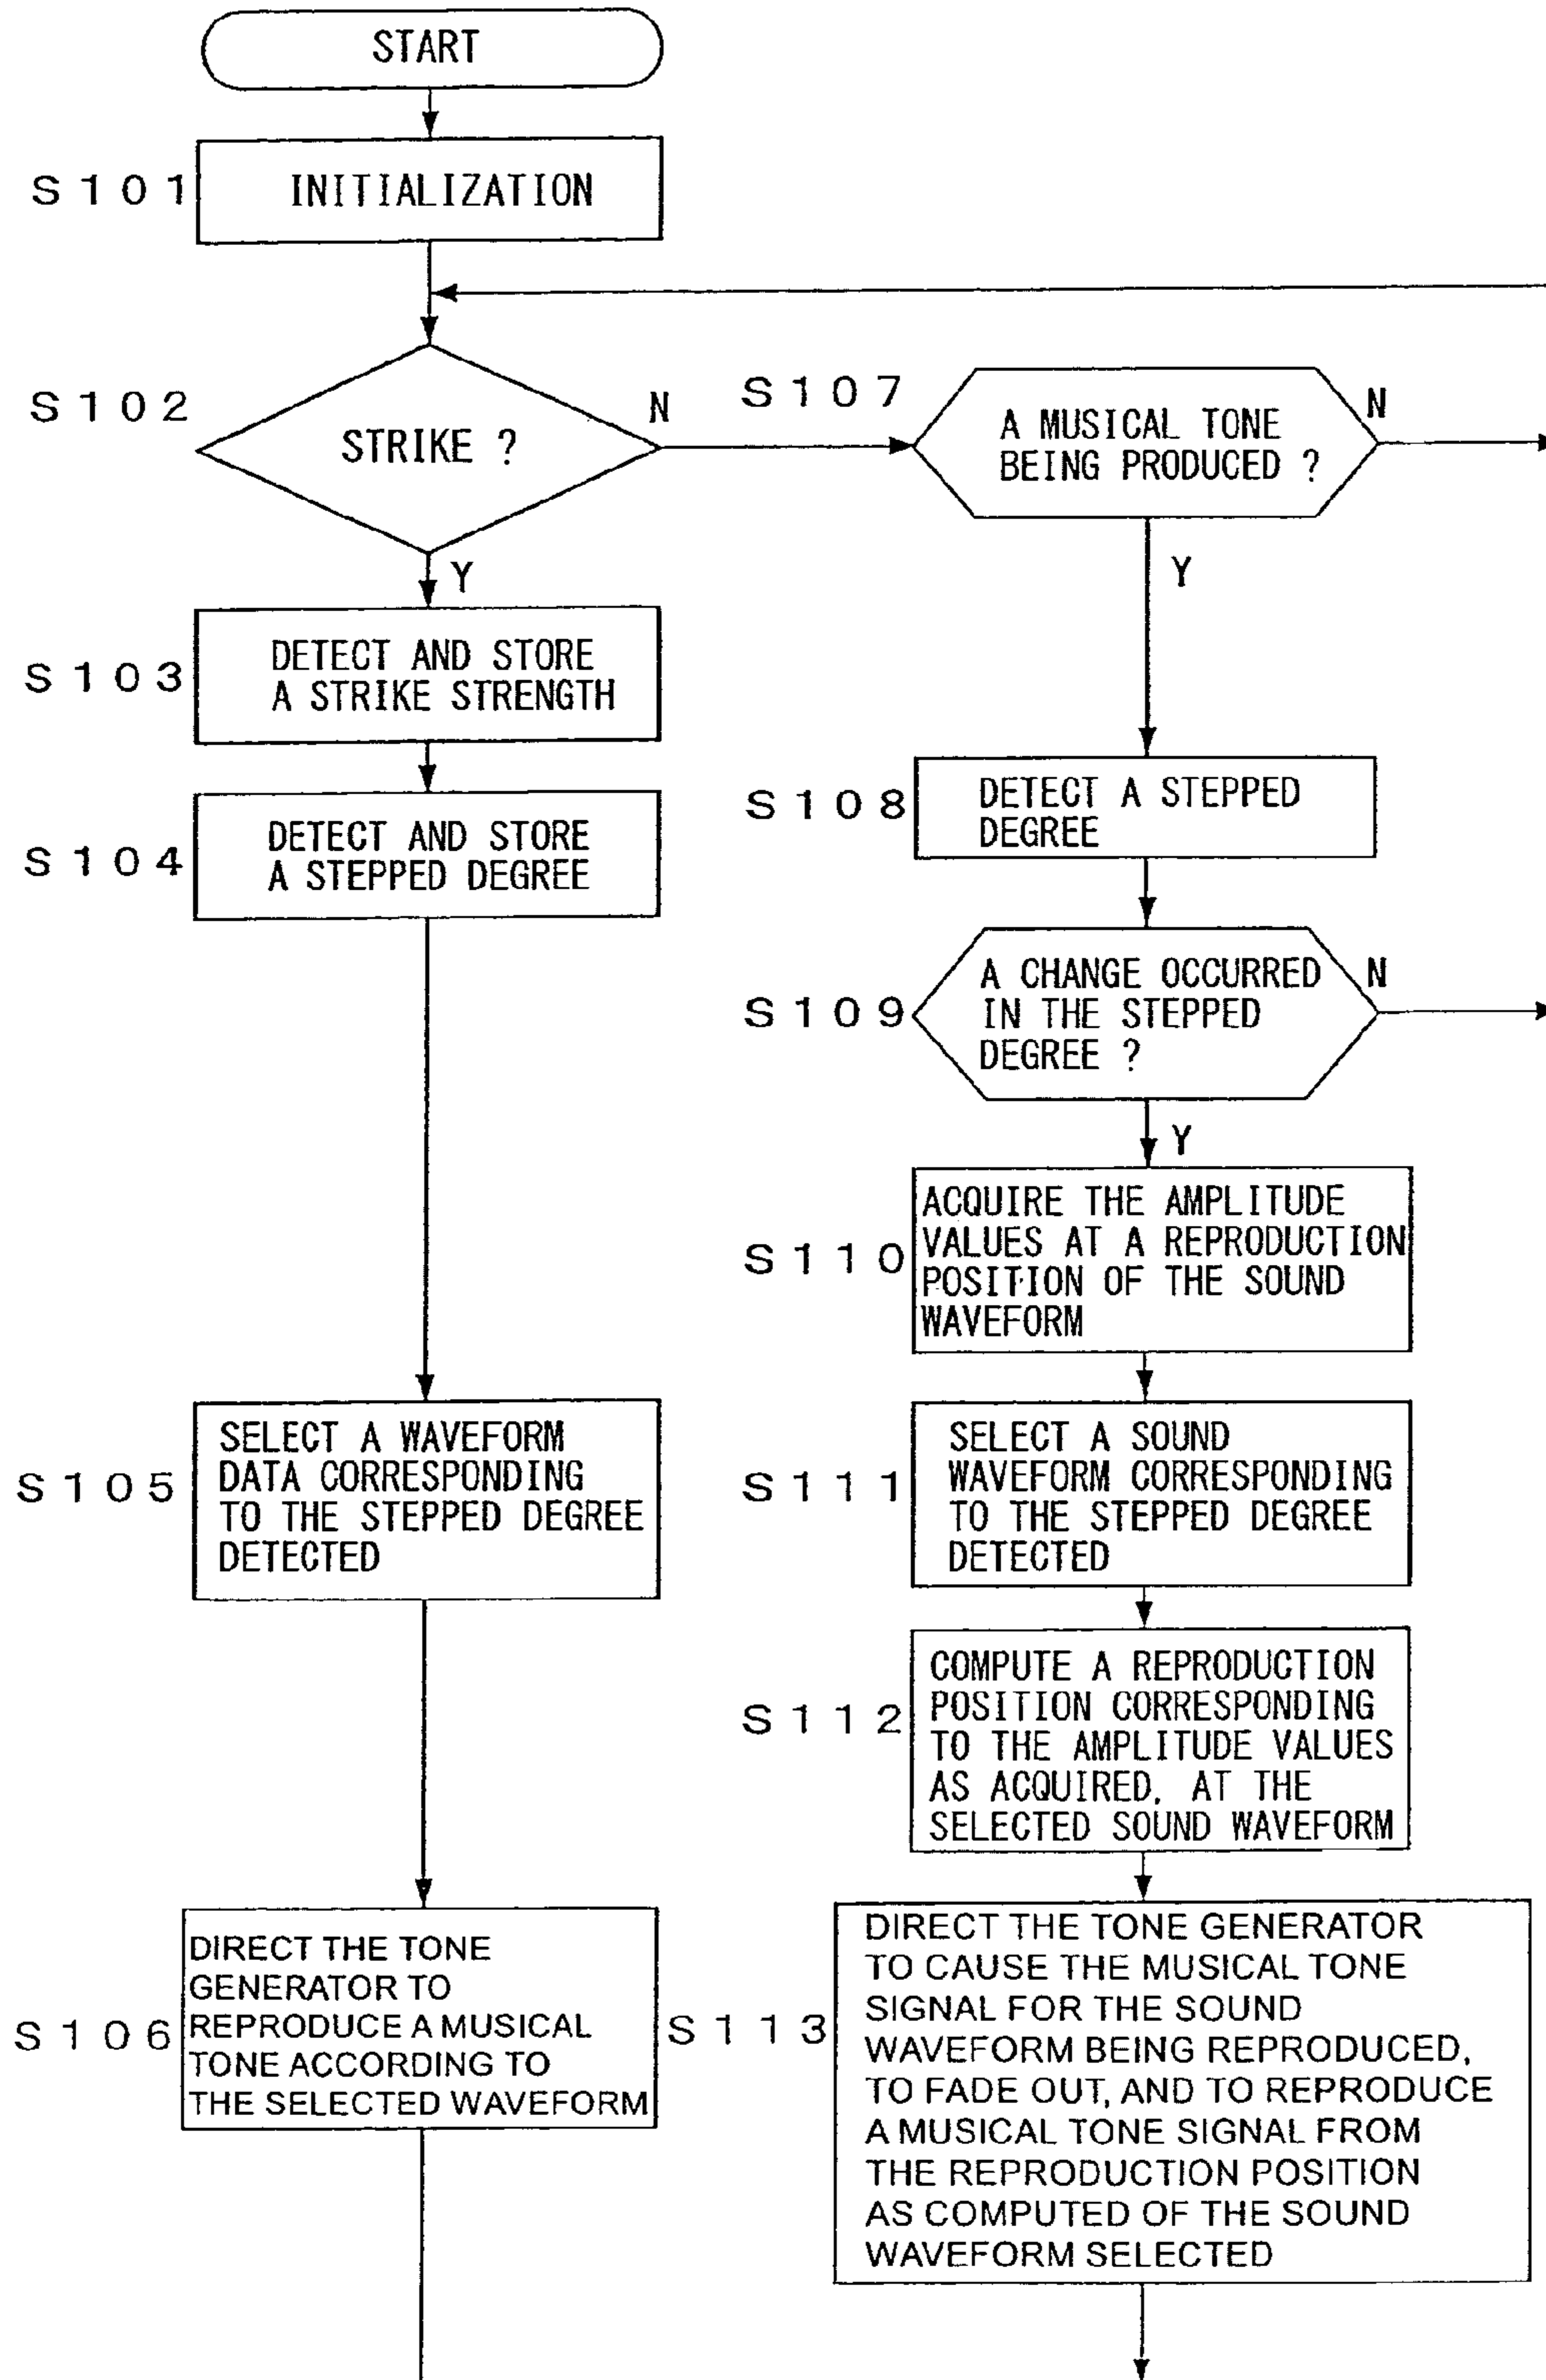 START
S101
INITIALIZATION
S102
STRIKE ?
N
Y
S103
DETECT AND STORE
A STRIKE STRENGTH
S104
DETECT AND STORE
A STEPPED DEGREE
S105
SELECT A WAVEFORM
DATA CORRESPONDING
TO THE STEPPED DEGREE
DETECTED
S106
DIRECT THE TONE
GENERATOR TO
REPRODUCE A MUSICAL
TONE ACCORDING TO
THE SELECTED WAVEFORM
S107
A MUSICAL TONE
BEING PRODUCED ?
N
Y
S108
DETECT A STEPPED
DEGREE
S109
A CHANGE OCCURRED
IN THE STEPPED
DEGREE ?
N
Y
S110
ACQUIRE THE AMPLITUDE
VALUES AT A REPRODUCTION
POSITION OF THE SOUND
WAVEFORM
S111
SELECT A SOUND
WAVEFORM CORRESPONDING
TO THE STEPPED DEGREE
DETECTED
S112
COMPUTE A REPRODUCTION
POSITION CORRESPONDING
TO THE AMPLITUDE VALUES
AS ACQUIRED, AT THE
SELECTED SOUND WAVEFORM
S113
DIRECT THE TONE GENERATOR
TO CAUSE THE MUSICAL TONE
SIGNAL FOR THE SOUND
WAVEFORM BEING REPRODUCED,
TO FADE OUT, AND TO REPRODUCE
A MUSICAL TONE SIGNAL FROM
THE REPRODUCTION POSITION
AS COMPUTED OF THE SOUND
WAVEFORM SELECTED